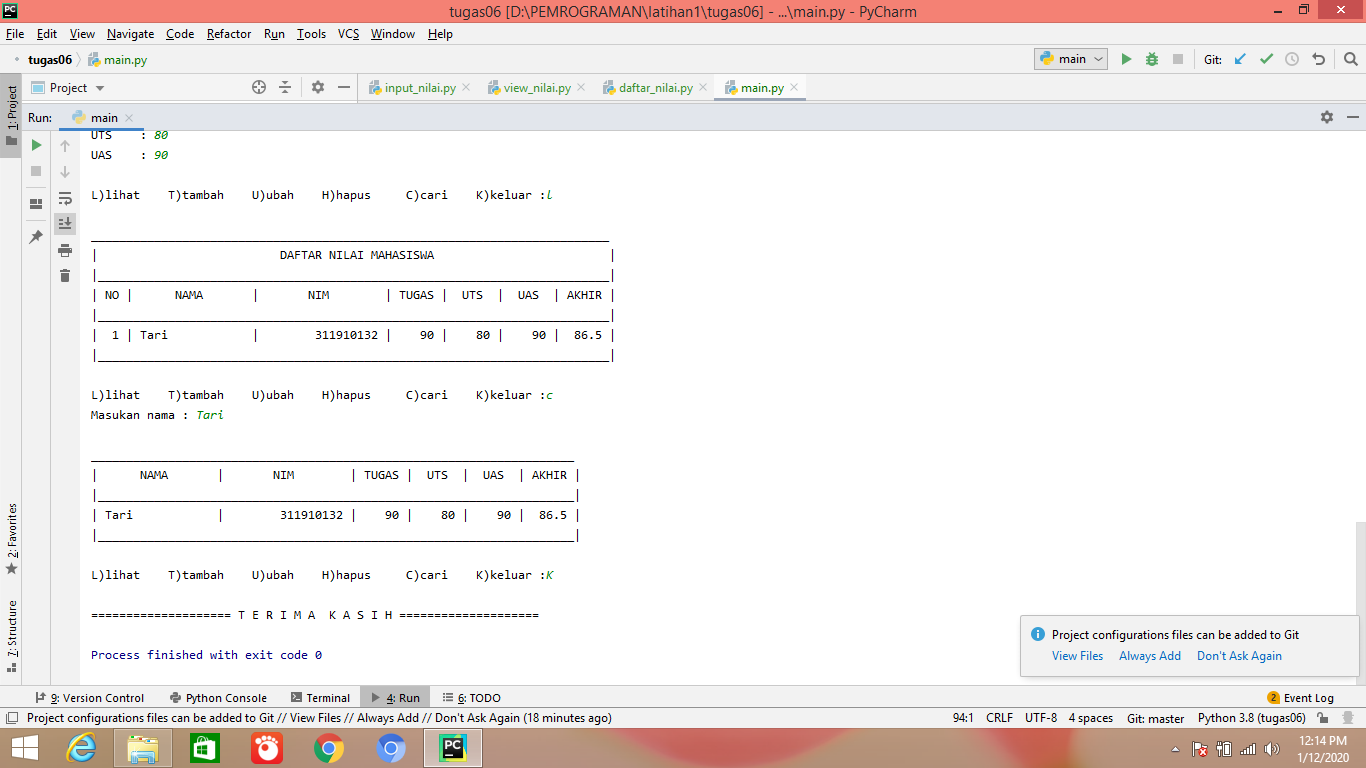 PC tugas06 [D:\PEMROGRAMAN\latihan1\tugas06] - ...\main.py - PyCharm
File Edit View Navigate Code Refactor Run Tools VCS Window Help
tugas06 main.py main Git:
1: Project
Project input_nilai.py view_nilai.py daftar_nilai.py main.py
Run: main
UTS : 80
UAS : 90
L)lihat T)tambah U)ubah H)hapus C)cari K)keluar :l
DAFTAR NILAI MAHASISWA
| NO | NAMA | NIM | TUGAS | UTS | UAS | AKHIR |
| 1 | Tari | 311910132 | 90 | 80 | 90 | 86.5 |
L)lihat T)tambah U)ubah H)hapus C)cari K)keluar :c
Masukan nama : Tari
| NAMA | NIM | TUGAS | UTS | UAS | AKHIR |
| Tari | 311910132 | 90 | 80 | 90 | 86.5 |
L)lihat T)tambah U)ubah H)hapus C)cari K)keluar :K
==================== T E R I M A  K A S I H ====================
Process finished with exit code 0
2: Favorites
7: Structure
Project configurations files can be added to Git
View Files Always Add Don't Ask Again
9: Version Control Python Console Terminal 4: Run 6: TODO 2 Event Log
Project configurations files can be added to Git // View Files // Always Add // Don't Ask Again (18 minutes ago) 94:1 CRLF UTF-8 4 spaces Git: master Python 3.8 (tugas06)
PC
12:14 PM
1/12/2020